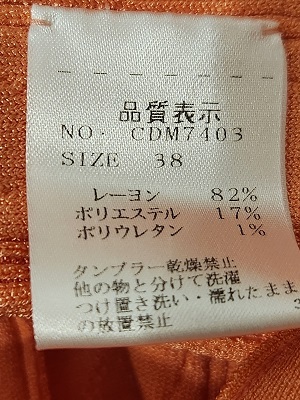 品質表示
NO. CDM7403
SIZE 38
レーヨン 82%
ポリエステル 17%
ポリウレタン 1%
タンブラー乾燥禁止
他の物と分けて洗濯
つけ置き洗い・濡れたまま
の放置禁止